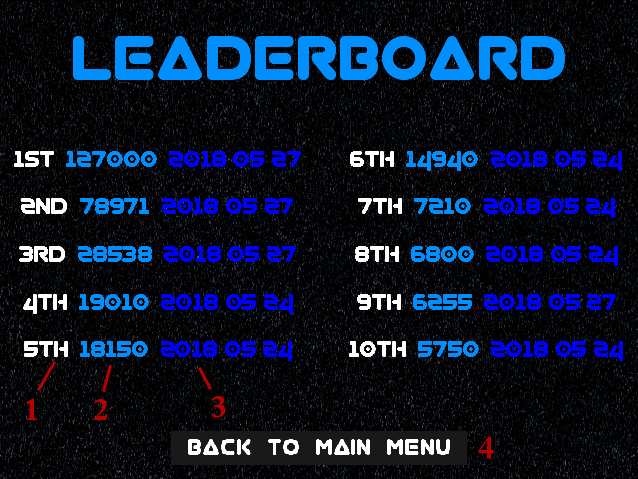 LEADERBOARD
1ST 127000 2018 05 27
2ND 78971 2018 05 27
3RD 28538 2018 05 27
4TH 19010 2018 05 24
5TH 18150 2018 05 24
6TH 14940 2018 05 24
7TH 7210 2018 05 24
8TH 6800 2018 05 24
9TH 6255 2018 05 27
10TH 5750 2018 05 24
1 2 3
BACK TO MAIN MENU 4